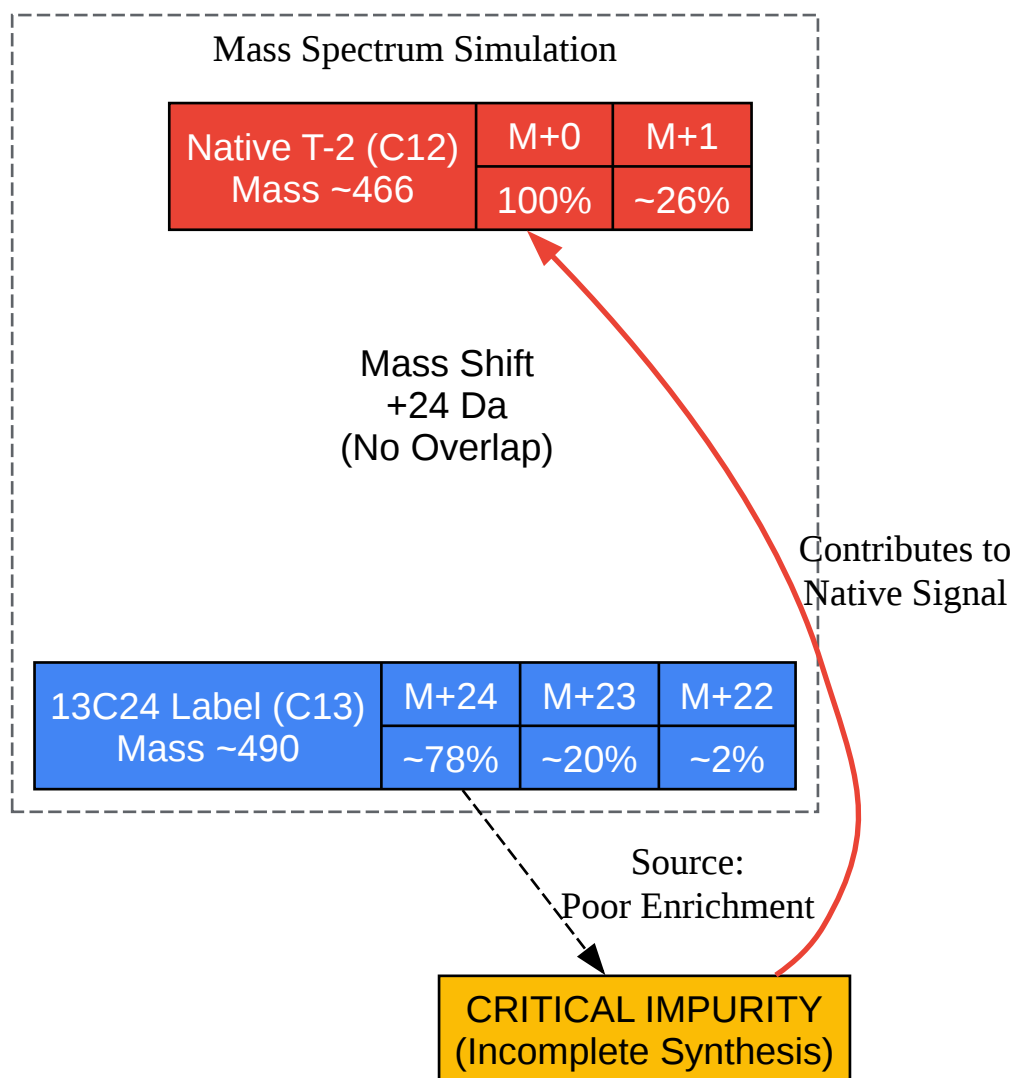 Mass Spectrum Simulation
Native T-2 (C12)
Mass ~466
M+0
M+1
100%
~26%
Mass Shift
+24 Da
(No Overlap)
Contributes to
Native Signal
13C24 Label (C13)
Mass ~490
M+24
M+23
M+22
~78%
~20%
~2%
Source:
Poor Enrichment
CRITICAL IMPURITY
(Incomplete Synthesis)